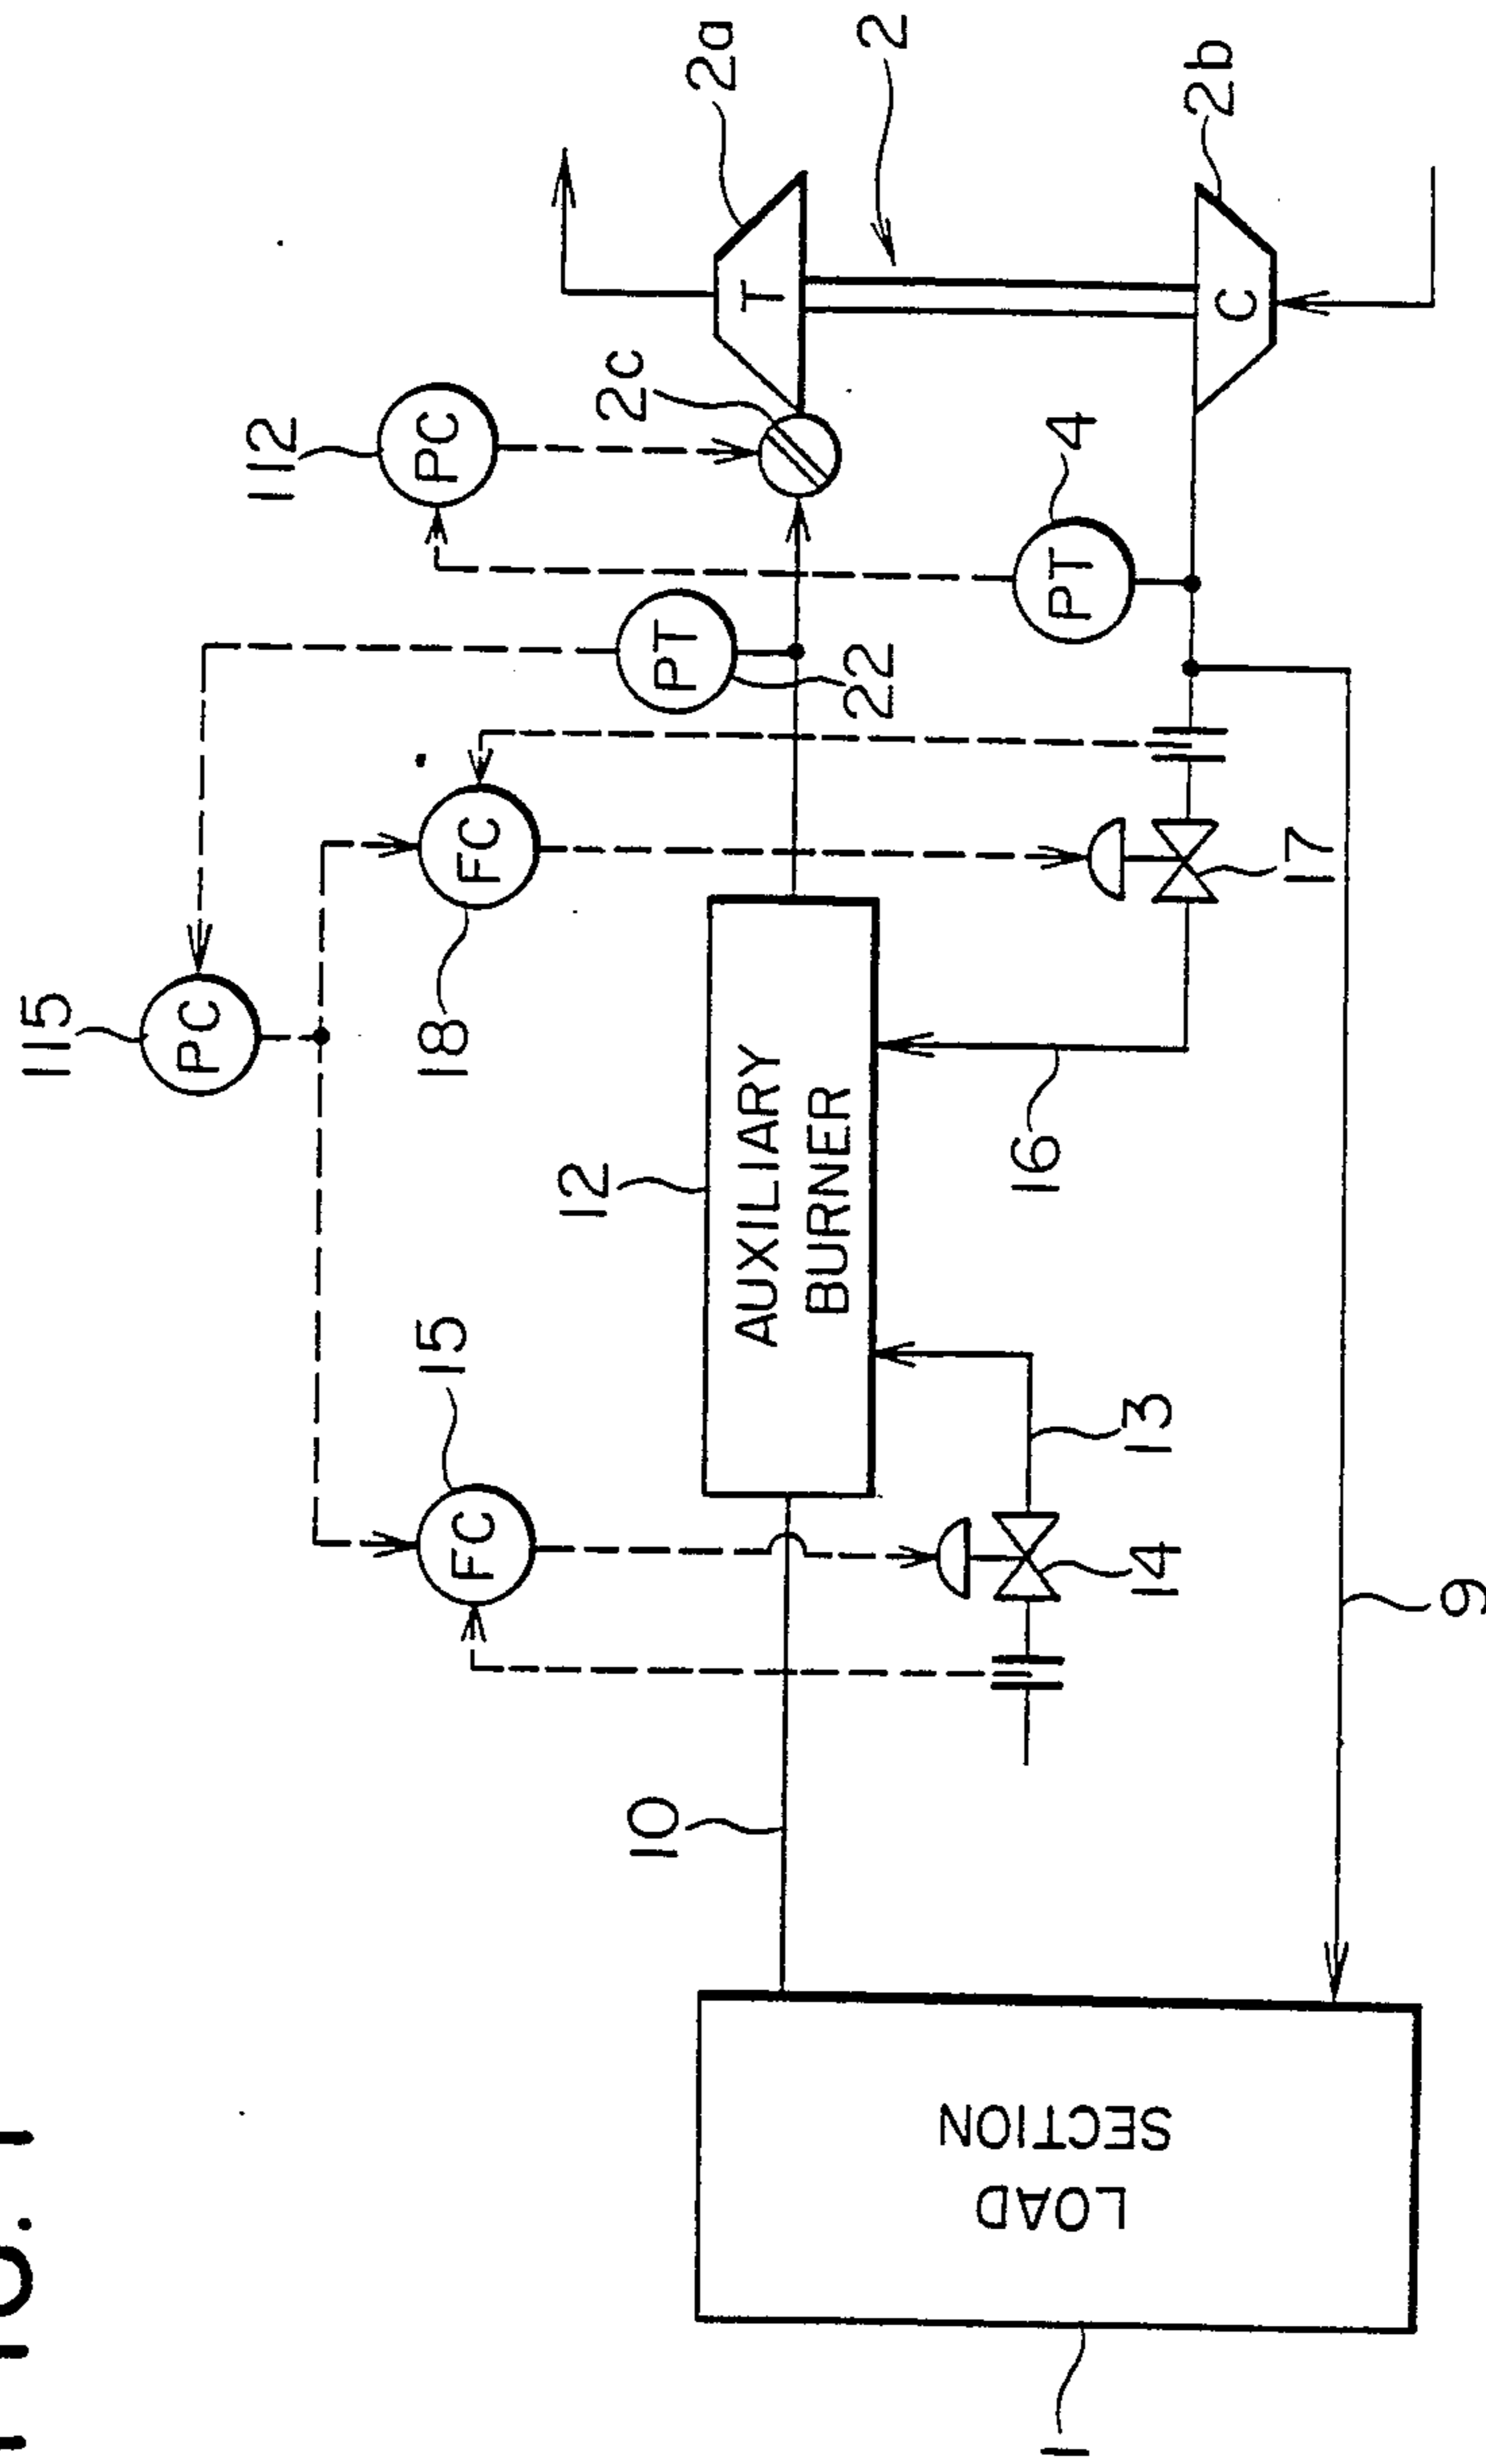 FIG. 1
115
PC
112
PC
15
18
FC
FC
12
2c
10
22
PT
2a
T
AUXILIARY
BURNER
2
1
LOAD
SECTION
16
4
PT
13
14
17
2b
C
9